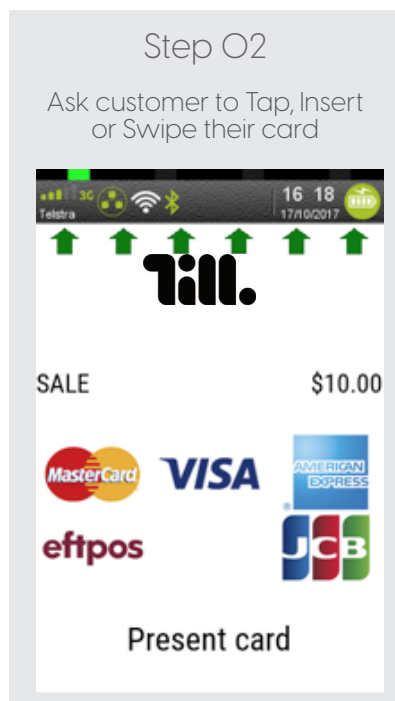 Step 02
Ask customer to Tap, Insert
or Swipe their card
3G 16 18
Telstra 17/10/2017
Till.
SALE $10.00
MasterCard VISA AMERICAN EXPRESS
eftpos JCB
Present card